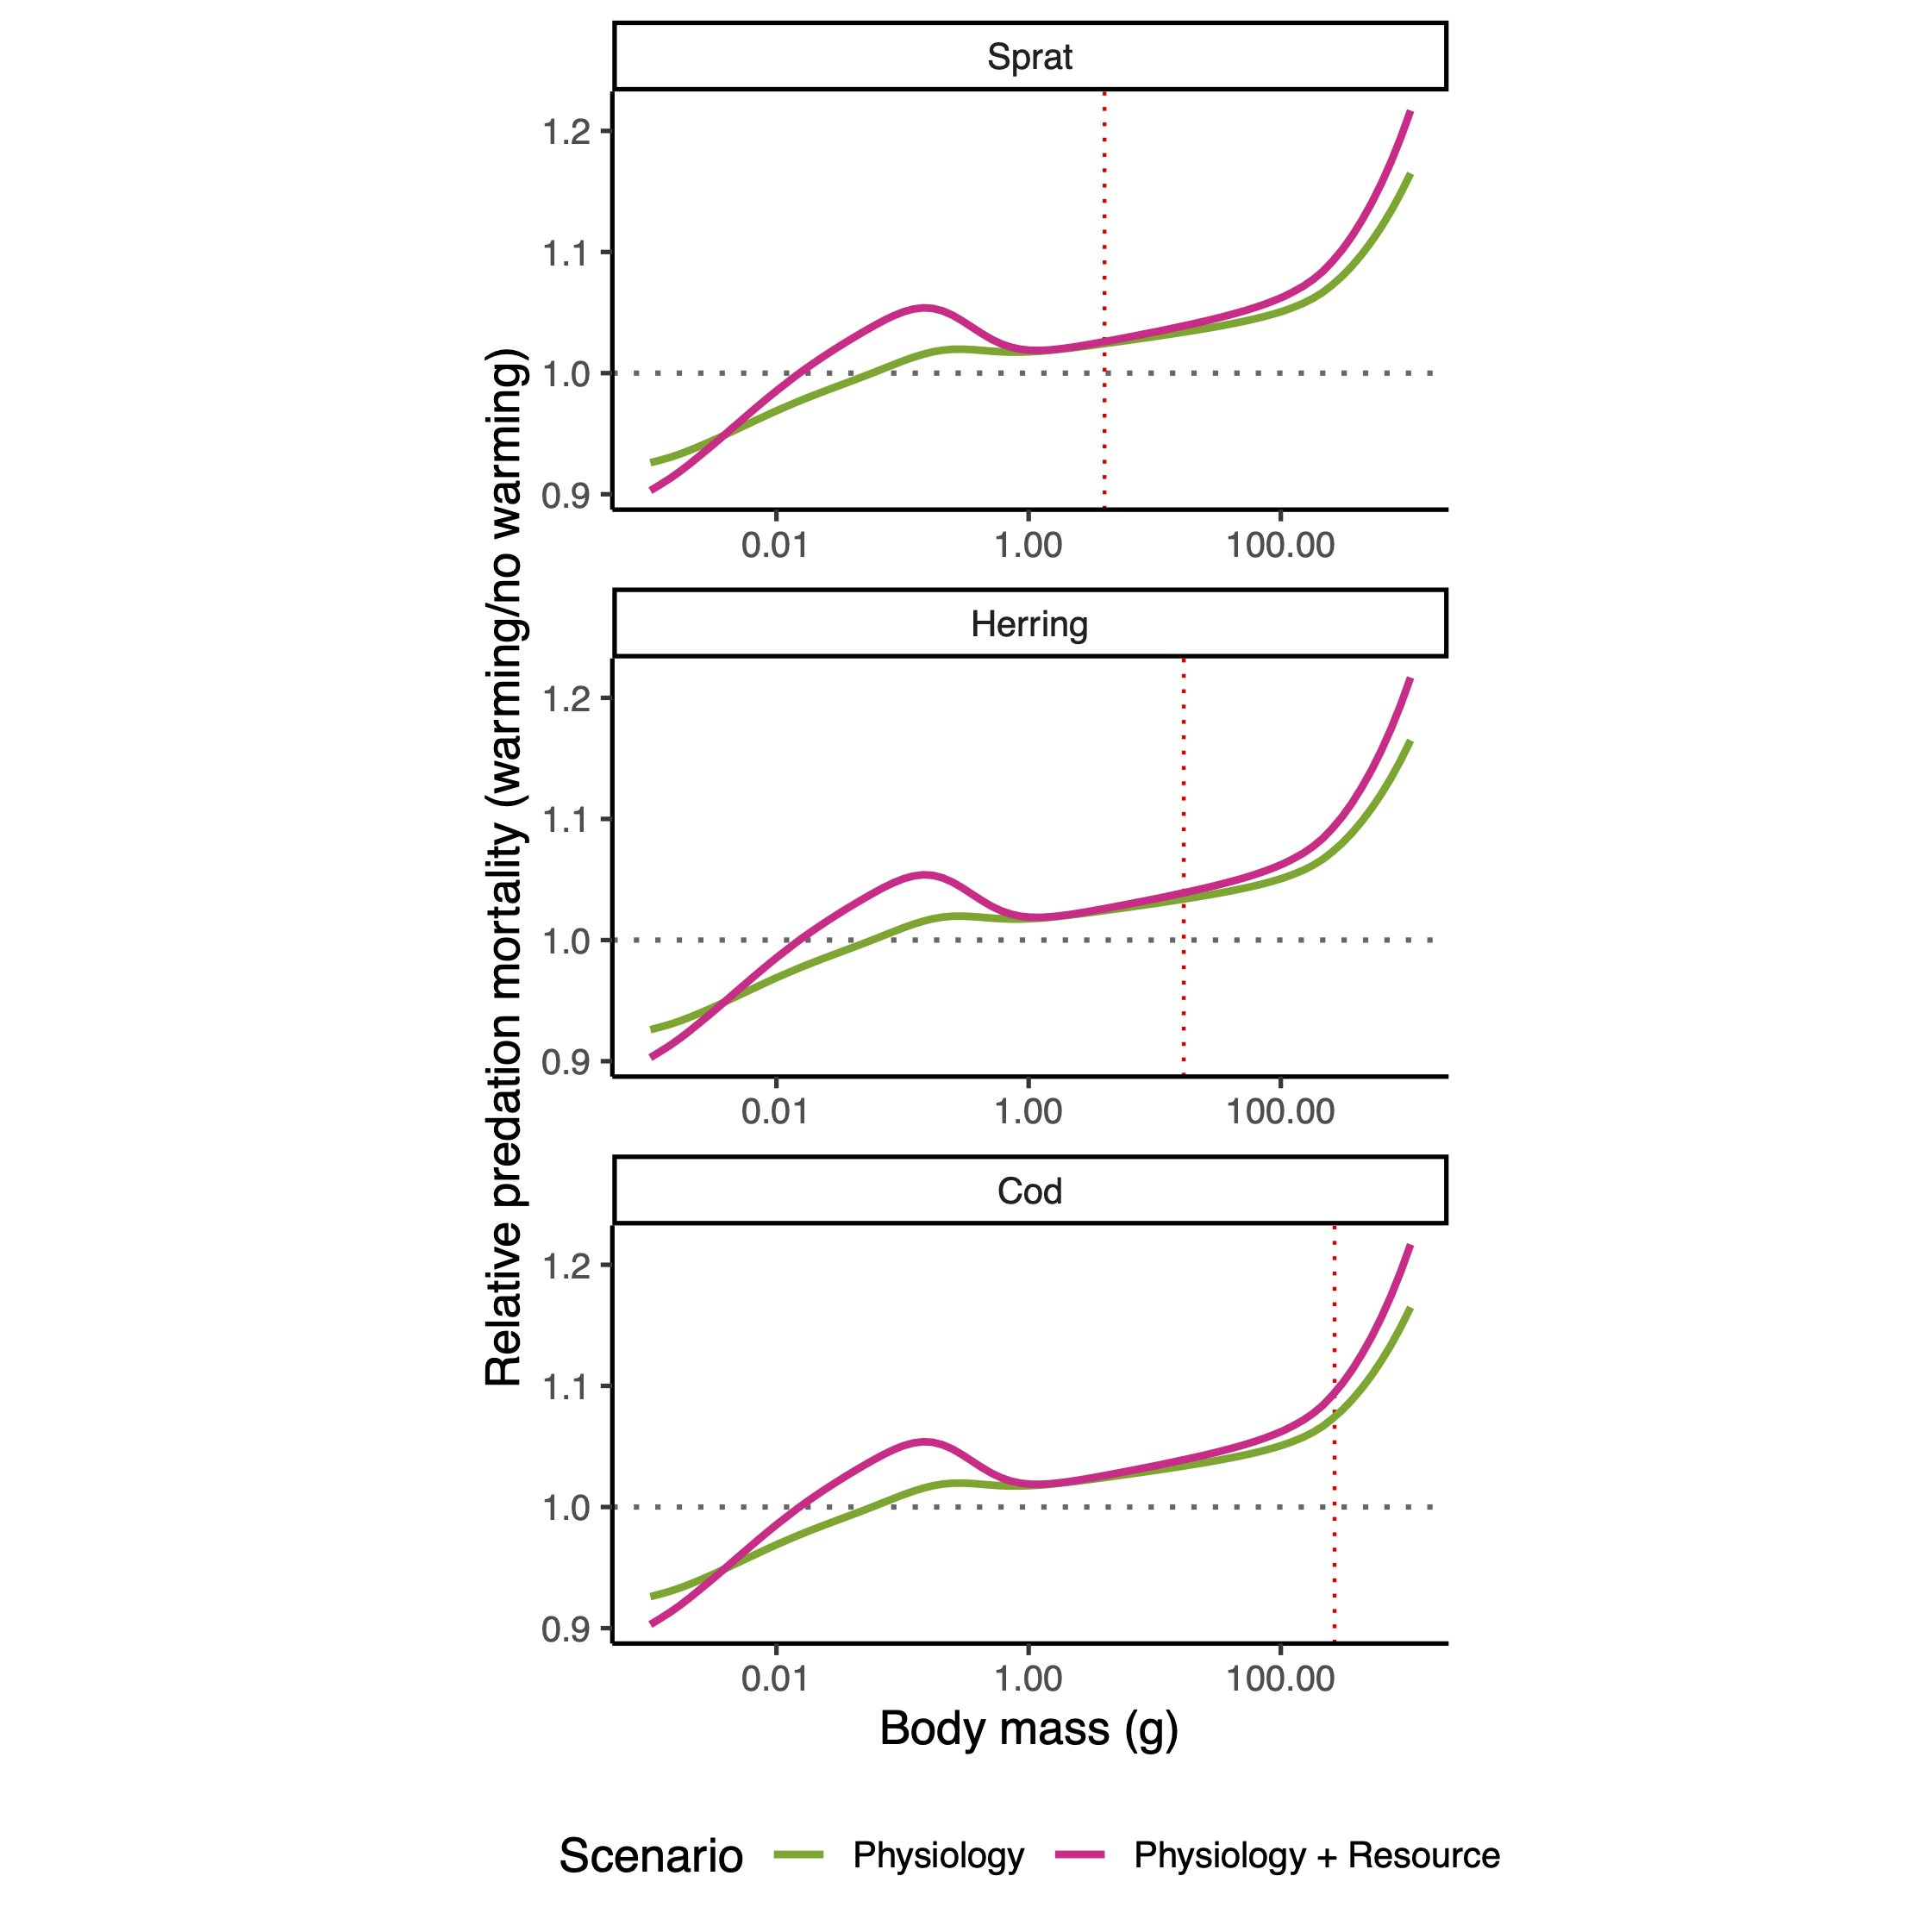 Sprat
1.2
1.1
1.0
0.9
0.01 1.00 100.00
Herring
1.2
1.1
1.0
0.9
0.01 1.00 100.00
Cod
1.2
1.1
1.0
0.9
0.01 1.00 100.00
Relative predation mortality (warming/no warming)
Body mass (g)
Scenario Physiology Physiology + Resource